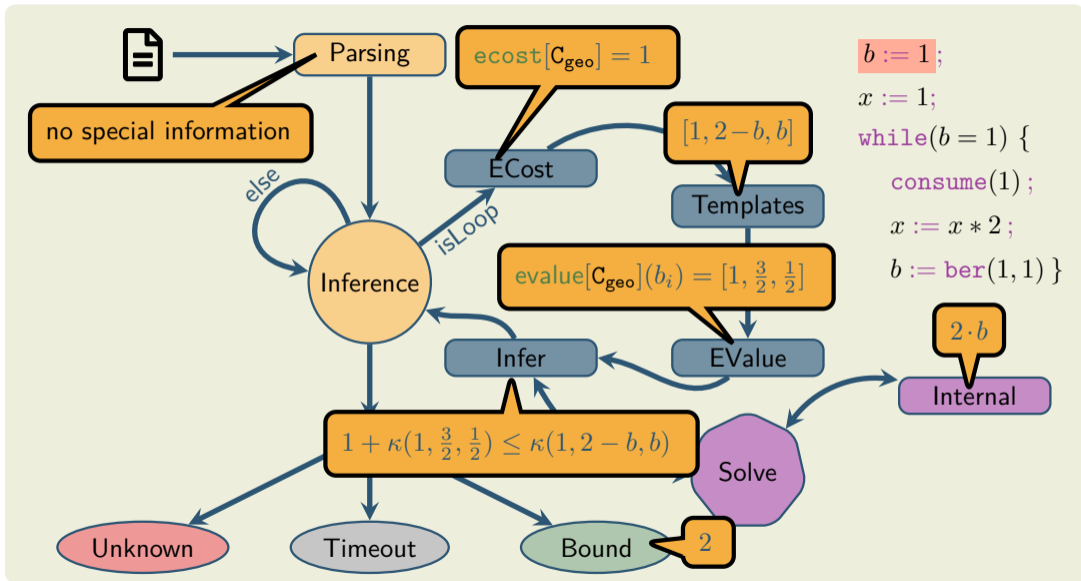 Parsing
ecost[C_geo] = 1
b := 1;
x := 1;
while(b = 1) {
consume(1);
x := x * 2;
b := ber(1, 1) }
no special information
[1, 2−b, b]
ECost
else
isLoop
Templates
evalue[C_geo](b_i) = [1, 3/2, 1/2]
Inference
2·b
Infer
EValue
Internal
1 + κ(1, 3/2, 1/2) ≤ κ(1, 2 − b, b)
Solve
Unknown
Timeout
Bound
2